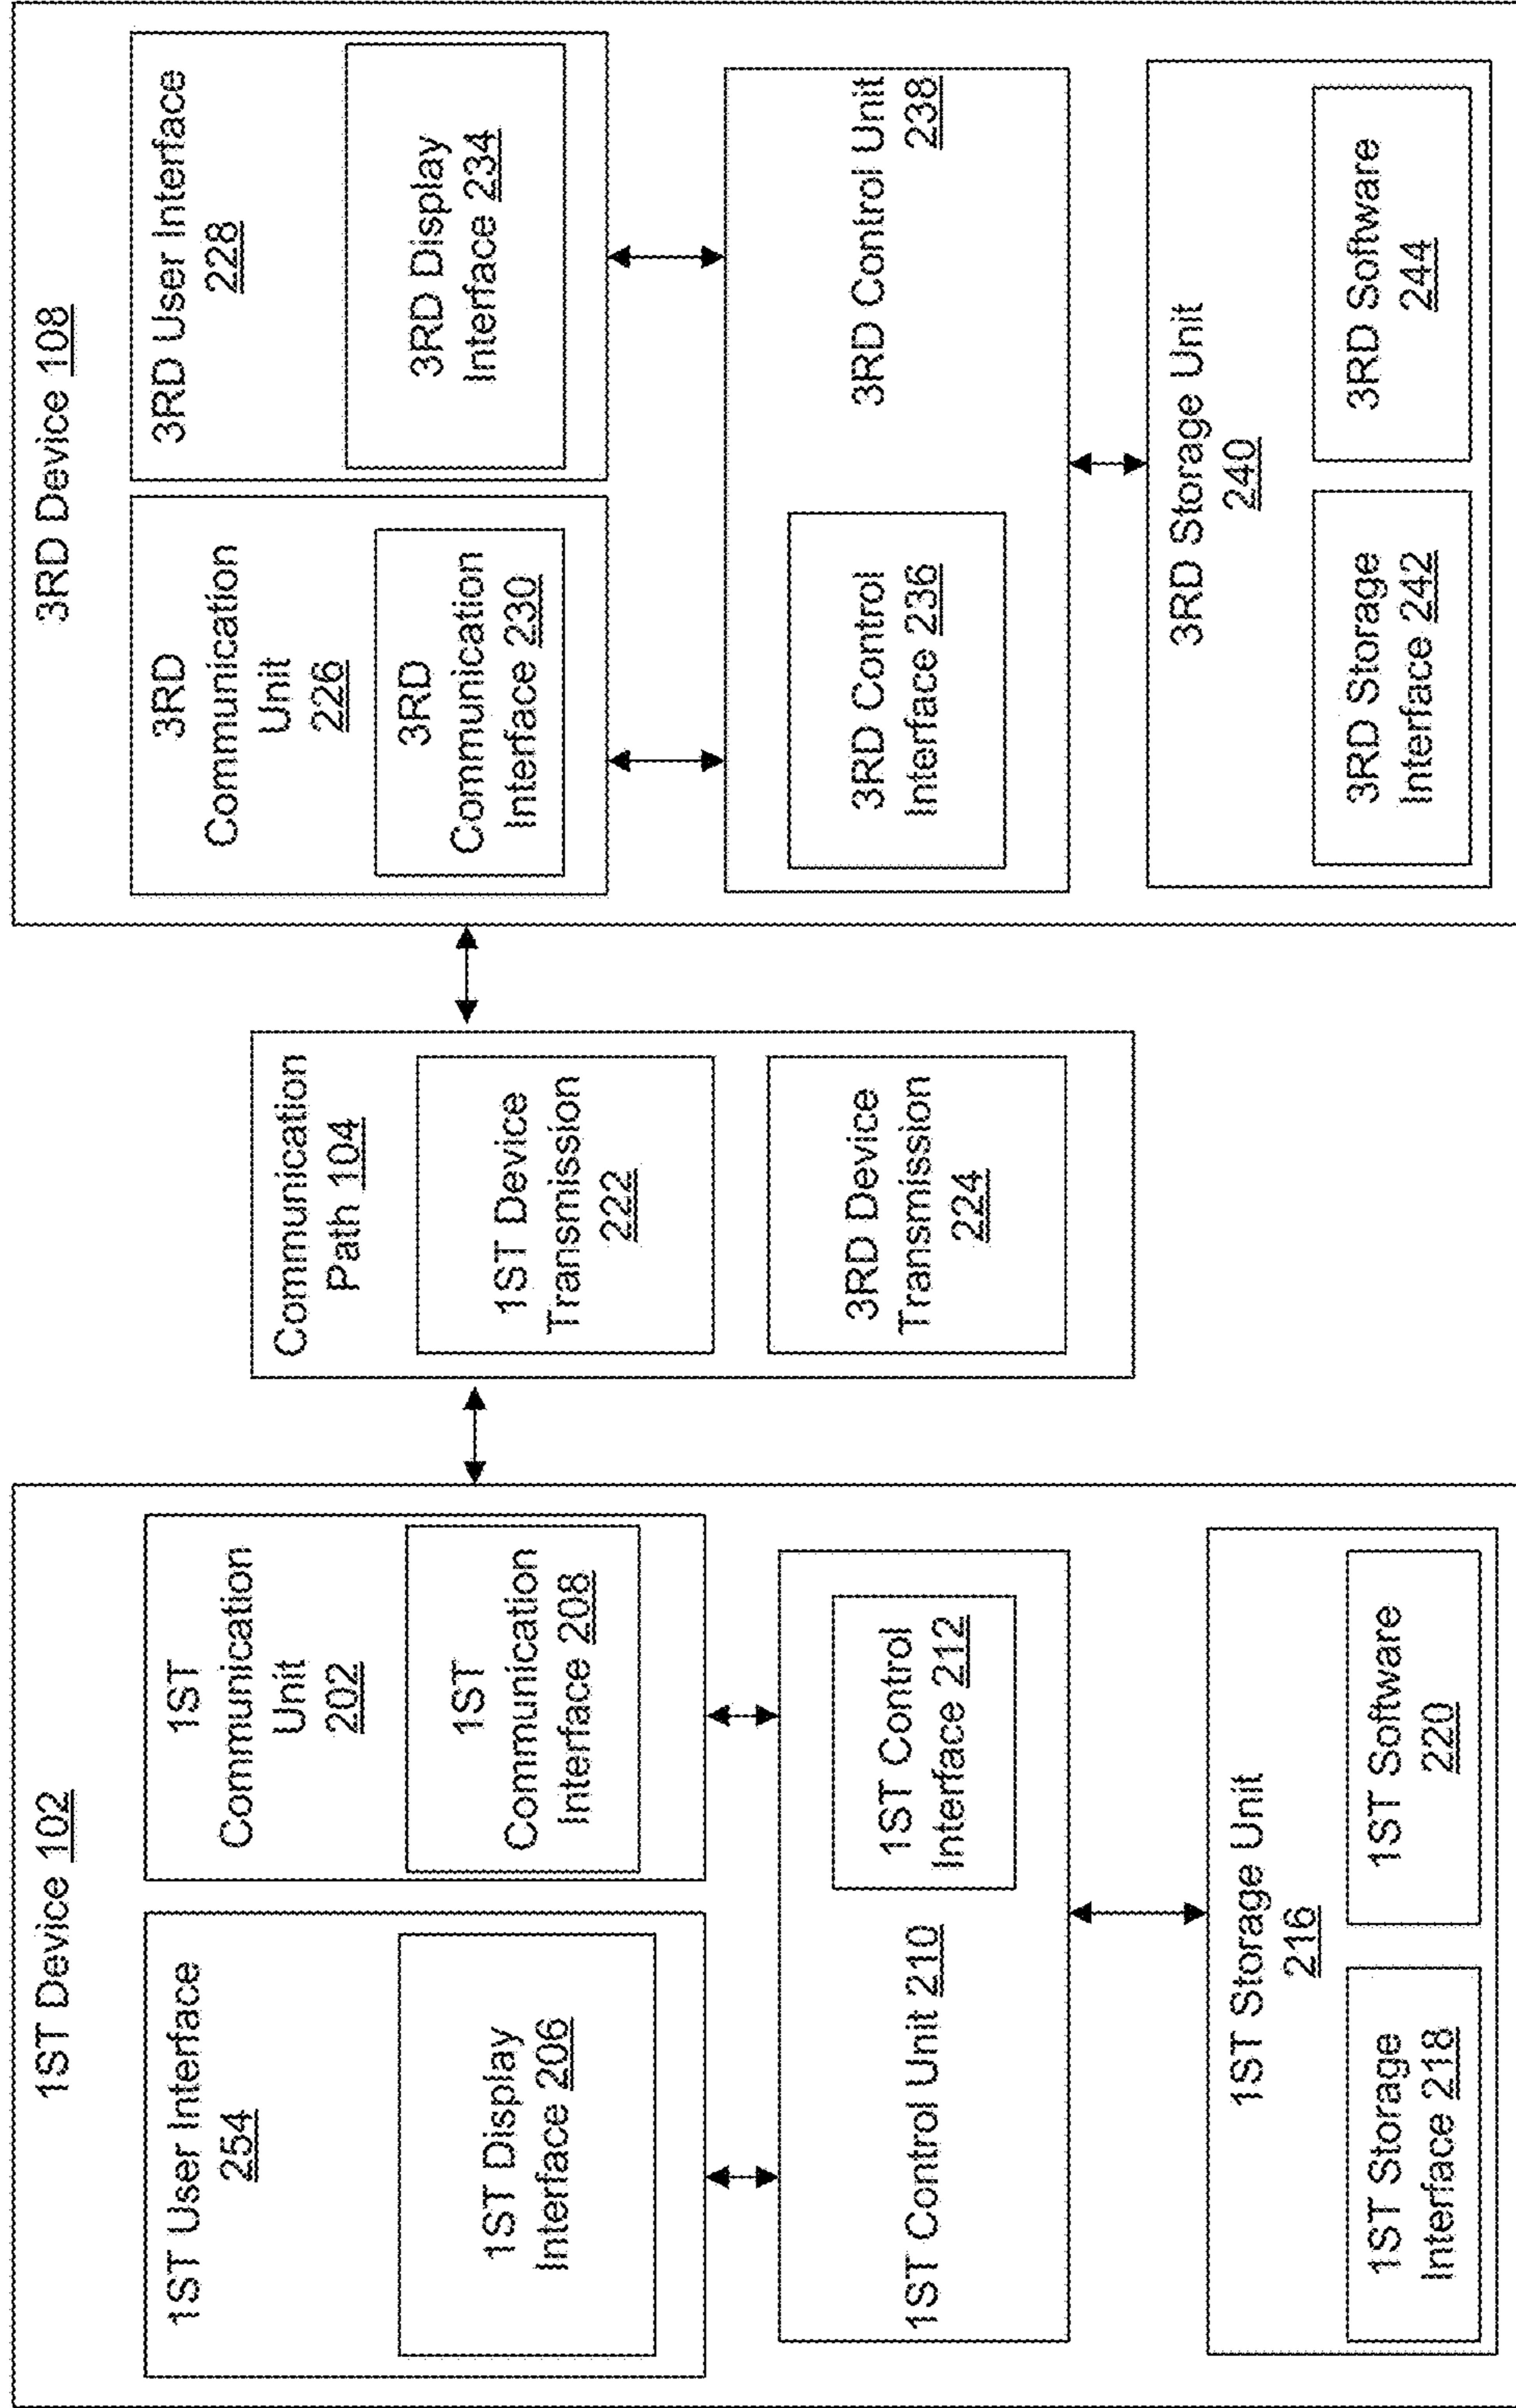 1ST Device 102
1ST User Interface
254
1ST Display
Interface 206
1ST
Communication
Unit
202
1ST
Communication
Interface 208
1ST Control Unit 210
1ST Control
Interface 212
1ST Storage Unit
216
1ST Storage
Interface 218
1ST Software
220
Communication
Path 104
1ST Device
Transmission
222
3RD Device
Transmission
224
3RD Device 108
3RD
Communication
Unit
226
3RD
Communication
Interface 230
3RD User Interface
228
3RD Display
Interface 234
3RD Control
Interface 236
3RD Control Unit
238
3RD Storage Unit
240
3RD Storage
Interface 242
3RD Software
244